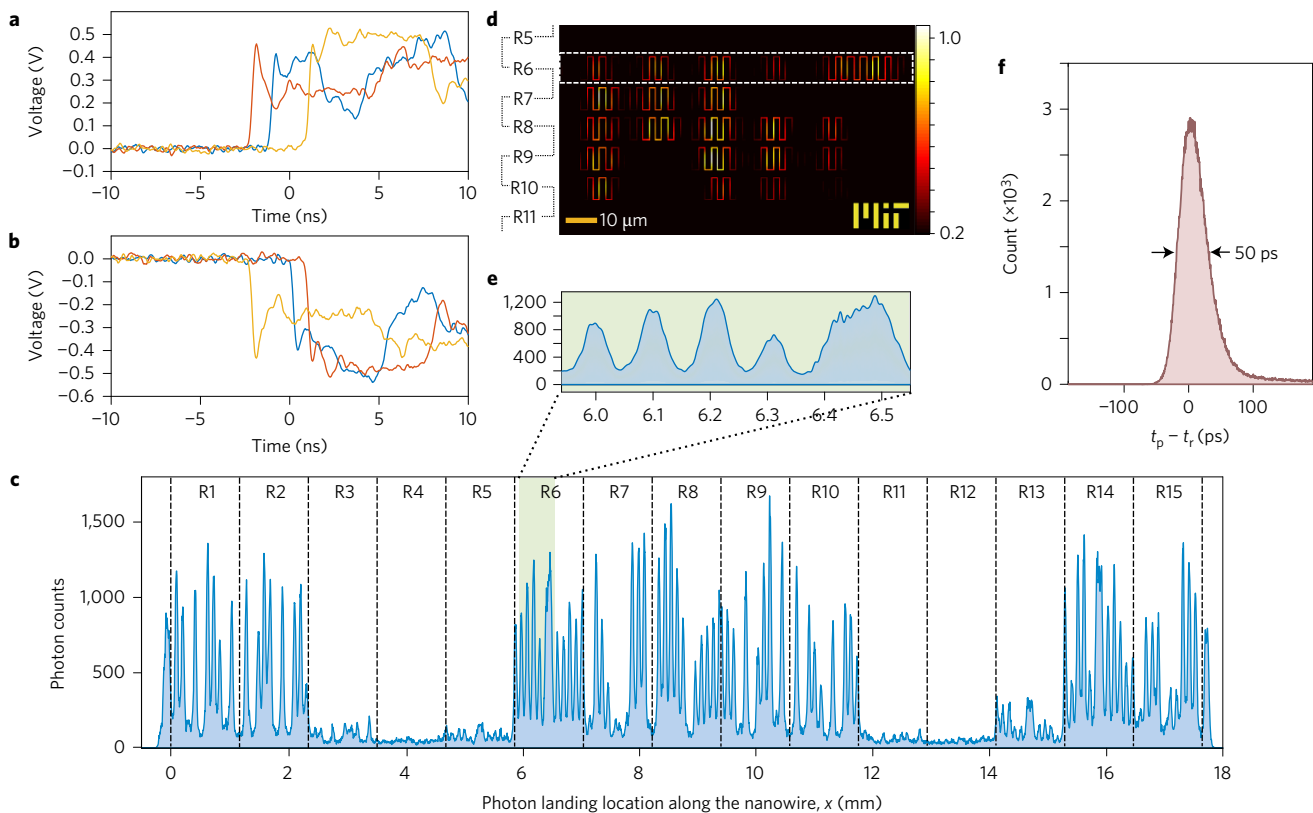 a
Voltage (V)
0.5
0.4
0.3
0.2
0.1
0.0
−0.1
−10
−5
0
5
10
Time (ns)
b
Voltage (V)
0.0
−0.1
−0.2
−0.3
−0.4
−0.5
−0.6
−10
−5
0
5
10
Time (ns)
d
R5
R6
R7
R8
R9
R10
R11
10 μm
MIT
1.0
0.2
e
1,200
800
400
0
6.0
6.1
6.2
6.3
6.4
6.5
f
Count (×10³)
3
2
1
0
50 ps
−100
0
100
tp − tr (ps)
c
Photon counts
1,500
1,000
500
0
R1
R2
R3
R4
R5
R6
R7
R8
R9
R10
R11
R12
R13
R14
R15
0
2
4
6
8
10
12
14
16
18
Photon landing location along the nanowire, x (mm)